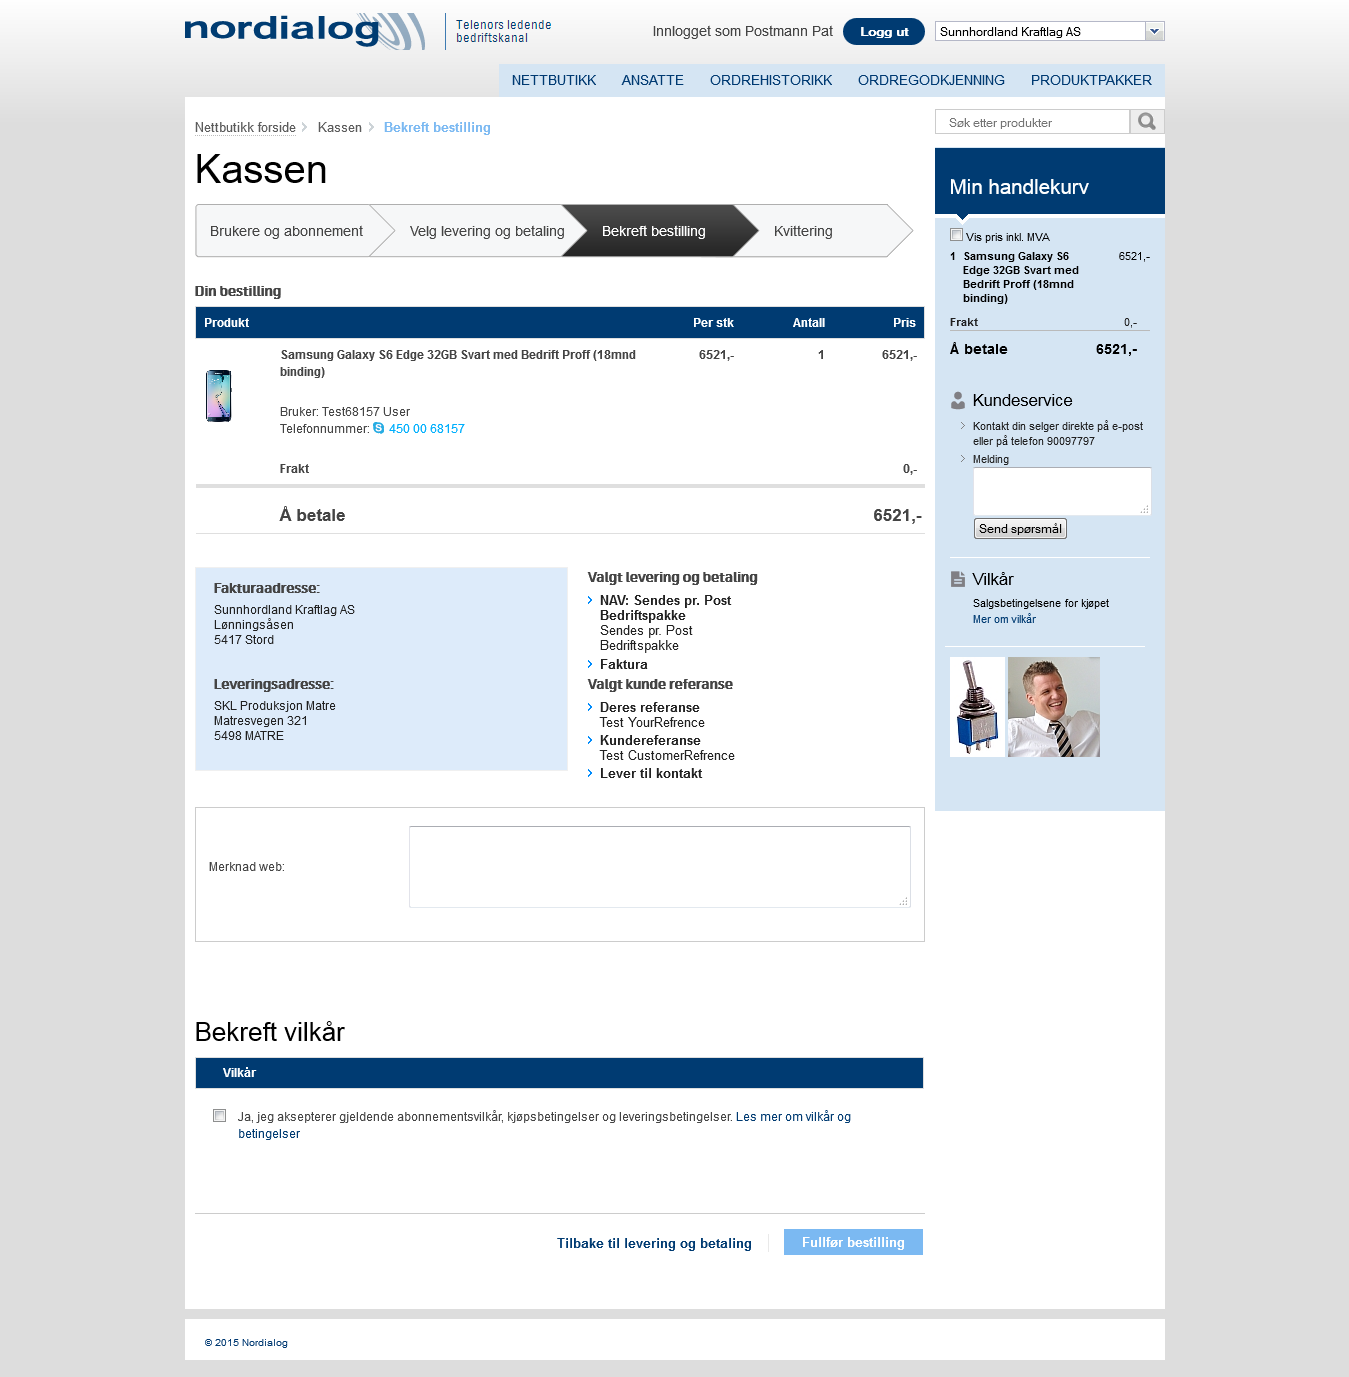 nordialog
Telenors ledende
bedriftskanal
Innlogget som Postmann Pat
Logg ut
Sunnhordland Kraftlag AS
NETTBUTIKK ANSATTE ORDREHISTORIKK ORDREGODKJENNING PRODUKTPAKKER
Nettbutikk forside Kassen Bekreft bestilling
Søk etter produkter
Kassen
Brukere og abonnement Velg levering og betaling Bekreft bestilling Kvittering
Din bestilling
Produkt Per stk Antall Pris
Samsung Galaxy S6 Edge 32GB Svart med Bedrift Proff (18mnd 6521,- 1 6521,-
binding)
Bruker: Test68157 User
Telefonnummer: 450 00 68157
Frakt 0,-
Å betale 6521,-
Fakturaadresse:
Sunnhordland Kraftlag AS
Lønningsåsen
5417 Stord
Leveringsadresse:
SKL Produksjon Matre
Matresvegen 321
5498 MATRE
Valgt levering og betaling
NAV: Sendes pr. Post
Bedriftspakke
Sendes pr. Post
Bedriftspakke
Faktura
Valgt kunde referanse
Deres referanse
Test YourRefrence
Kundereferanse
Test CustomerRefrence
Lever til kontakt
Merknad web:
Bekreft vilkår
Vilkår
Ja, jeg aksepterer gjeldende abonnementsvilkår, kjøpsbetingelser og leveringsbetingelser. Les mer om vilkår og
betingelser
Tilbake til levering og betaling
Fullfør bestilling
Min handlekurv
Vis pris inkl. MVA
1 Samsung Galaxy S6 6521,-
Edge 32GB Svart med
Bedrift Proff (18mnd
binding)
Frakt 0,-
Å betale 6521,-
Kundeservice
Kontakt din selger direkte på e-post
eller på telefon 90097797
Melding
Send spørsmål
Vilkår
Salgsbetingelsene for kjøpet
Mer om vilkår
© 2015 Nordialog